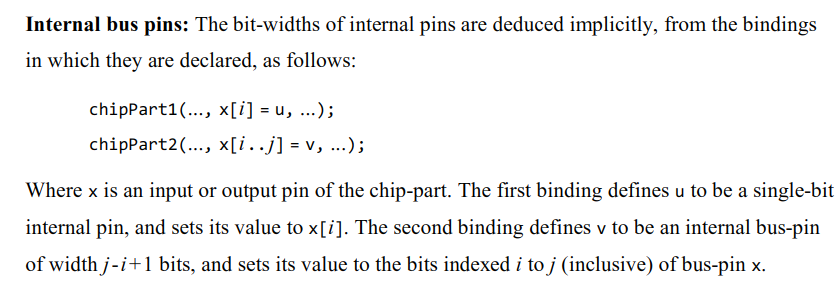 Internal bus pins: The bit-widths of internal pins are deduced implicitly, from the bindings
in which they are declared, as follows:
chipPart1(..., x[i] = u, ...);
chipPart2(..., x[i..j] = v, ...);
Where x is an input or output pin of the chip-part. The first binding defines u to be a single-bit
internal pin, and sets its value to x[i]. The second binding defines v to be an internal bus-pin
of width j-i+1 bits, and sets its value to the bits indexed i to j (inclusive) of bus-pin x.